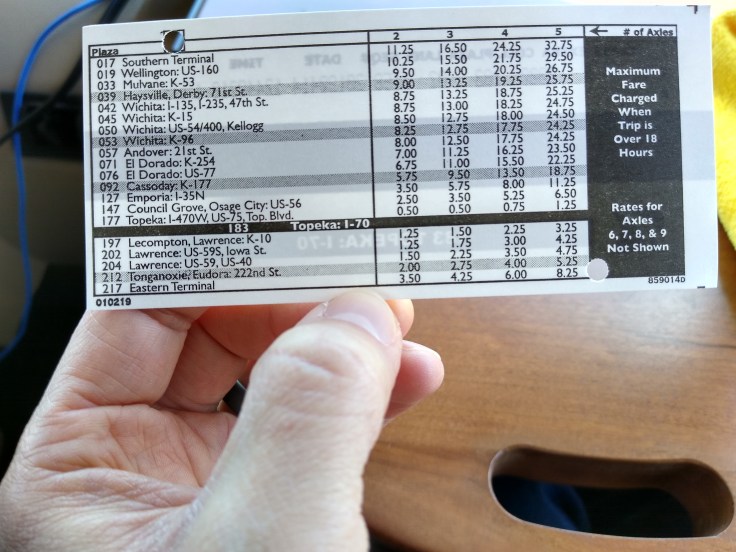 Plaza 2 3 4 5 ← # of Axles
017 Southern Terminal 11.25 16.50 24.25 32.75
019 Wellington: US-160 10.25 15.50 21.75 29.50
033 Mulvane: K-53 9.50 14.00 20.25 26.75
039 Haysville, Derby: 71st St. 9.00 13.25 19.25 25.75
042 Wichita: I-135, I-235, 47th St. 8.75 13.25 18.75 25.25
045 Wichita: K-15 8.75 13.00 18.25 24.75
050 Wichita: US-54/400, Kellogg 8.75 12.75 18.00 24.50
053 Wichita: K-96 8.25 12.75 17.75 24.25
057 Andover: 21st St. 8.00 12.50 17.75 24.25
071 El Dorado: K-254 7.00 11.25 16.25 23.50
076 El Dorado: US-77 6.75 11.00 15.50 22.25
092 Cassoday: K-177 5.75 9.50 13.50 18.75
127 Emporia: I-35N 3.50 5.75 8.00 11.25
147 Council Grove, Osage City: US-56 2.50 3.50 5.25 6.50
177 Topeka: I-470W, US-75, Top. Blvd. 0.50 0.50 0.75 1.25
183 Topeka: I-70
197 Lecompton, Lawrence: K-10 1.25 1.50 2.25 3.25
202 Lawrence: US-59S, Iowa St. 1.25 1.75 3.00 4.25
204 Lawrence: US-59, US-40 1.50 2.25 3.50 4.75
212 Tonganoxie, Eudora: 222nd St. 2.00 2.75 4.00 5.25
217 Eastern Terminal 3.50 4.25 6.00 8.25
010219
Maximum
Fare
Charged
When
Trip is
Over 18
Hours
Rates for
Axles
6, 7, 8, & 9
Not Shown
859014D